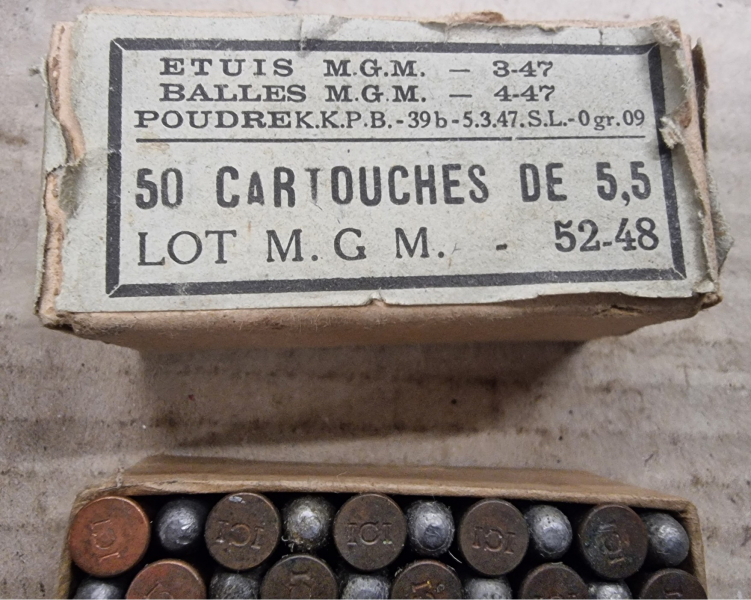 ETUIS M.G.M. — 3-47
BALLES M.G.M. — 4-47
POUDRE K.K.P.B.-39b-5.3.47.S.L.-0gr.09
50 CARTOUCHES DE 5,5
LOT M.G M. - 52-48
ICI
ICI
ICI
ICI
ICI